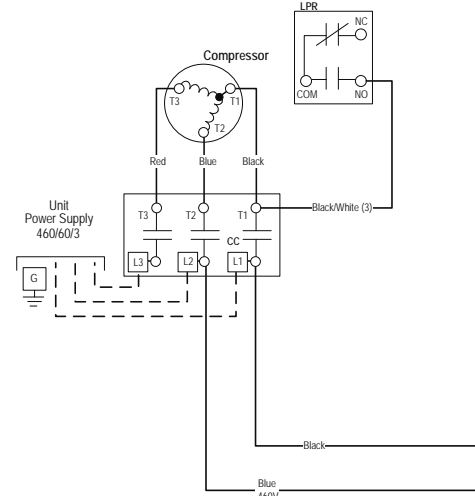 LPR
NC
COM
NO
Compressor
T3
T1
T2
Red
Blue
Black
Unit
Power Supply
460/60/3
T3
T2
T1
Black/White (3)
CC
G
L3
L2
L1
Black
Blue
460V